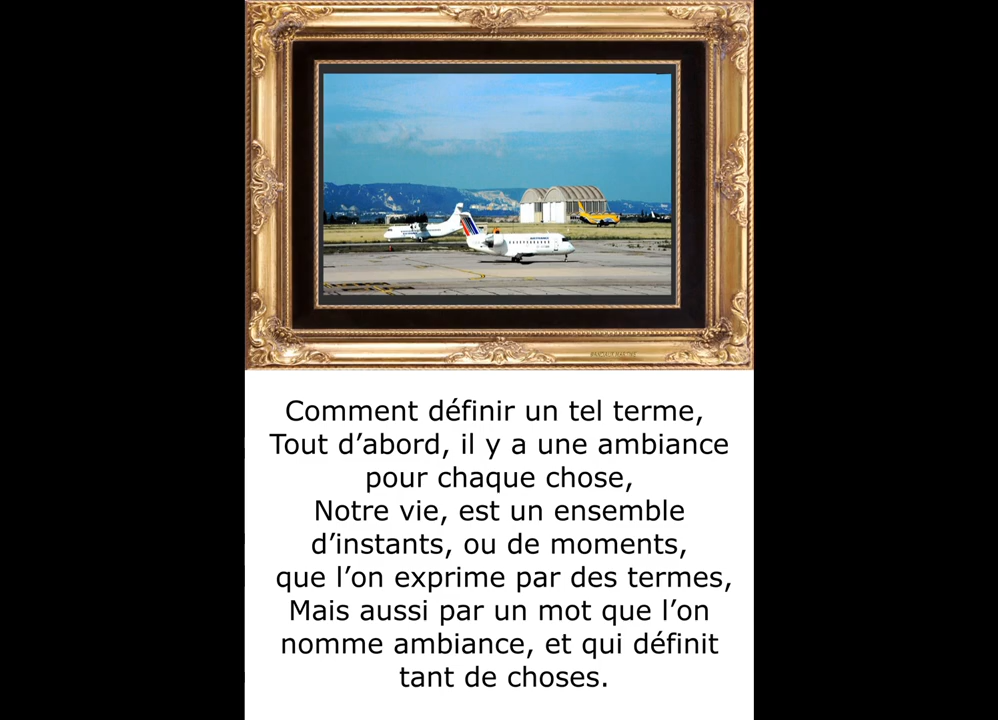 Comment définir un tel terme,
Tout d’abord, il y a une ambiance
pour chaque chose,
Notre vie, est un ensemble
d’instants, ou de moments,
que l’on exprime par des termes,
Mais aussi par un mot que l’on
nomme ambiance, et qui définit
tant de choses.